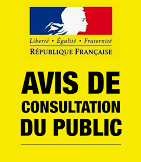 Liberté • Égalité • Fraternité
RÉPUBLIQUE FRANÇAISE
AVIS DE
CONSULTATION
DU PUBLIC